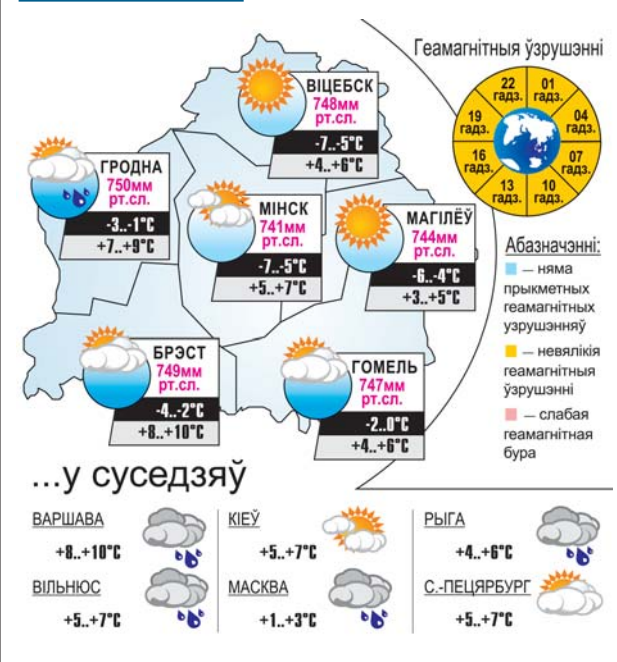 Геамагнітныя ўзрушэнні
22 гадз.
01 гадз.
04 гадз.
07 гадз.
10 гадз.
13 гадз.
16 гадз.
19 гадз.
ВІЦЕБСК
748мм
рт.сл.
-7..-5°C
+4..+6°C
ГРОДНА
750мм
рт.сл.
-3..-1°C
+7..+9°C
МІНСК
741мм
рт.сл.
-7..-5°C
+5..+7°C
МАГІЛЁЎ
744мм
рт.сл.
-6..-4°C
+3..+5°C
БРЭСТ
749мм
рт.сл.
-4..-2°C
+8..+10°C
ГОМЕЛЬ
747мм
рт.сл.
-2..0°C
+4..+6°C
Абазначэнні:
— няма
прыкметных
геамагнітных
узрушэнняў
— невялікія
геамагнітныя
ўзрушэнні
— слабая
геамагнітная
бура
...у суседзяў
ВАРШАВА
+8..+10°C
КІЕЎ
+5..+7°C
РЫГА
+4..+6°C
ВІЛЬНЮС
+5..+7°C
МАСКВА
+1..+3°C
С.-ПЕЦЯРБУРГ
+5..+7°C